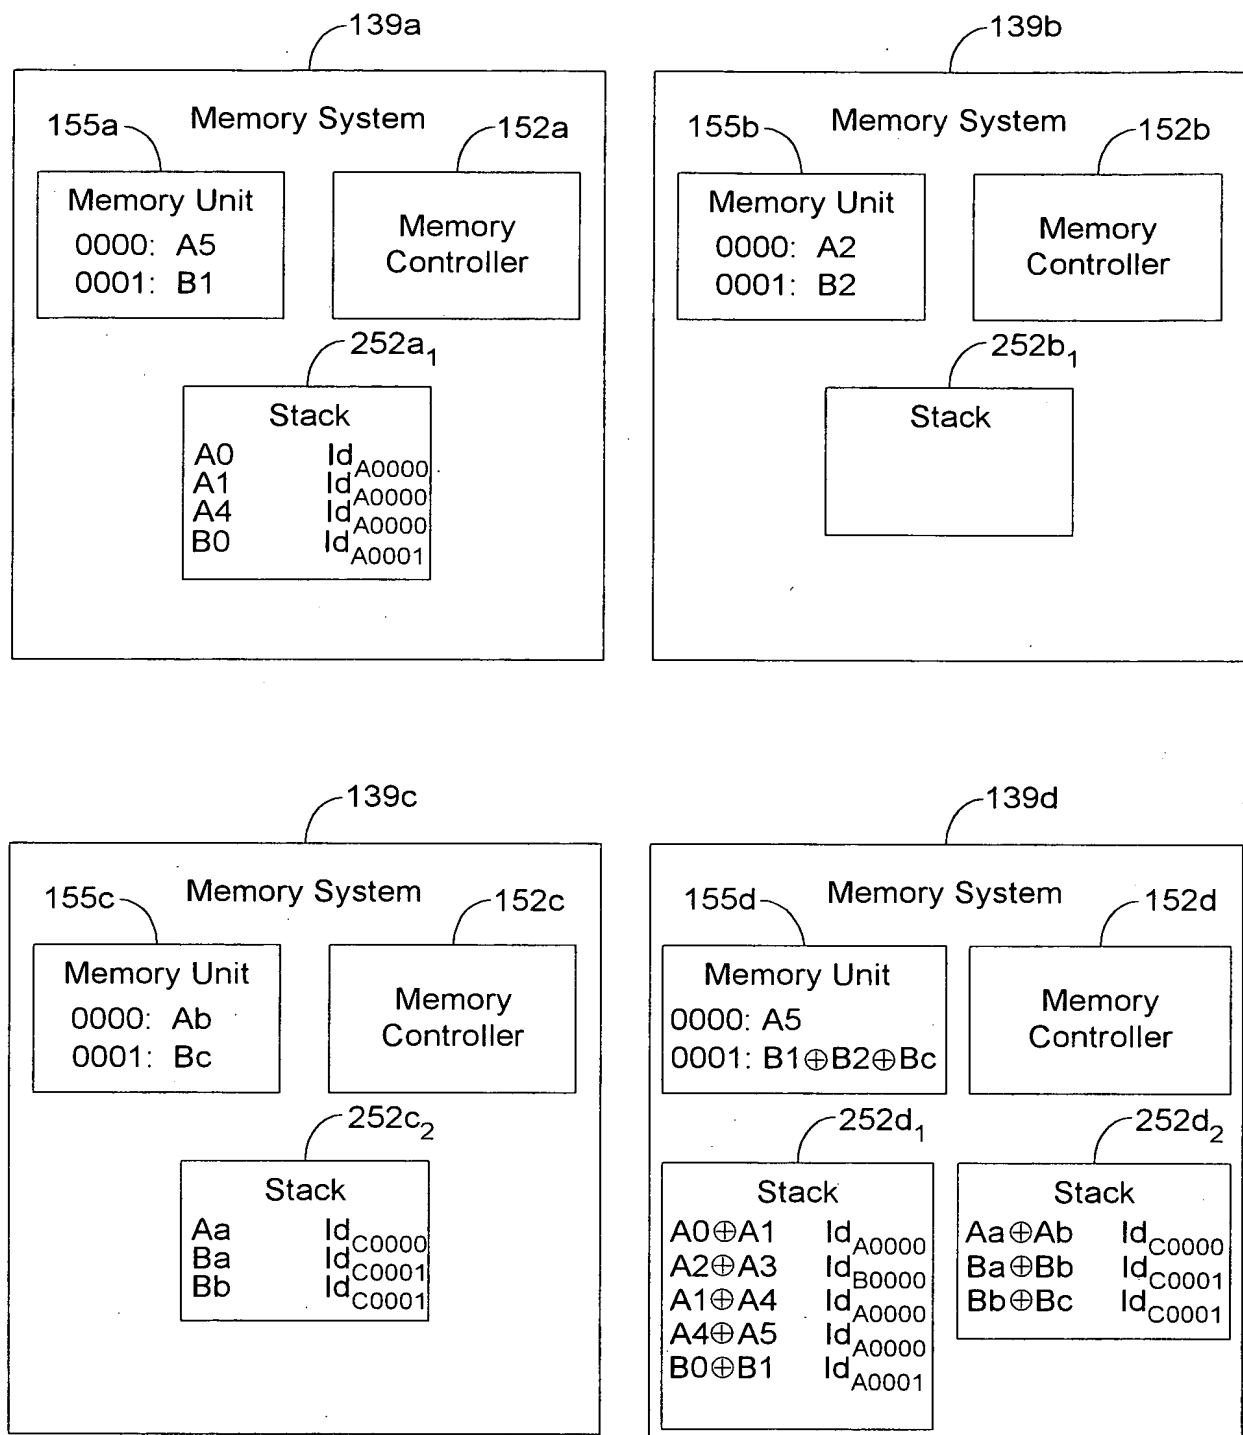 139a
Memory System
155a
152a
Memory Unit
0000: A5
0001: B1
Memory
Controller
252a1
Stack
A0 IdA0000
A1 IdA0000
A4 IdA0000
B0 IdA0001
139b
Memory System
155b
152b
Memory Unit
0000: A2
0001: B2
Memory
Controller
252b1
Stack
139c
Memory System
155c
152c
Memory Unit
0000: Ab
0001: Bc
Memory
Controller
252c2
Stack
Aa IdC0000
Ba IdC0001
Bb IdC0001
139d
Memory System
155d
152d
Memory Unit
0000: A5
0001: B1⊕B2⊕Bc
Memory
Controller
252d1
Stack
A0⊕A1 IdA0000
A2⊕A3 IdB0000
A1⊕A4 IdA0000
A4⊕A5 IdA0000
B0⊕B1 IdA0001
252d2
Stack
Aa⊕Ab IdC0000
Ba⊕Bb IdC0001
Bb⊕Bc IdC0001